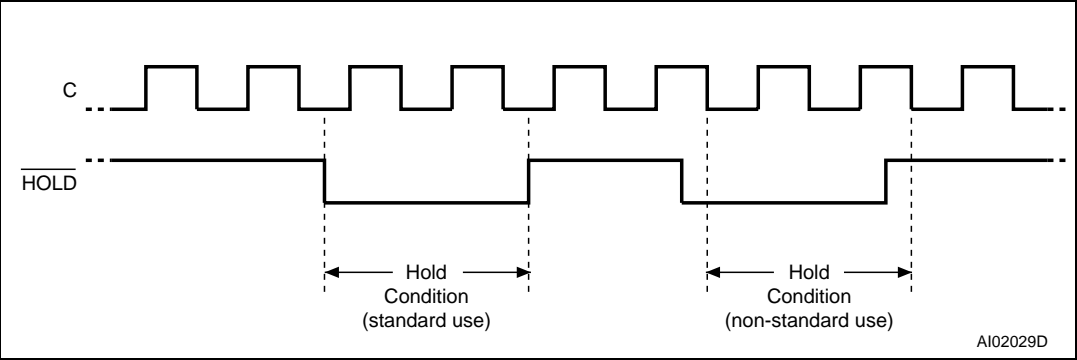 C
HOLD
Hold
Condition
(standard use)
Hold
Condition
(non-standard use)
AI02029D